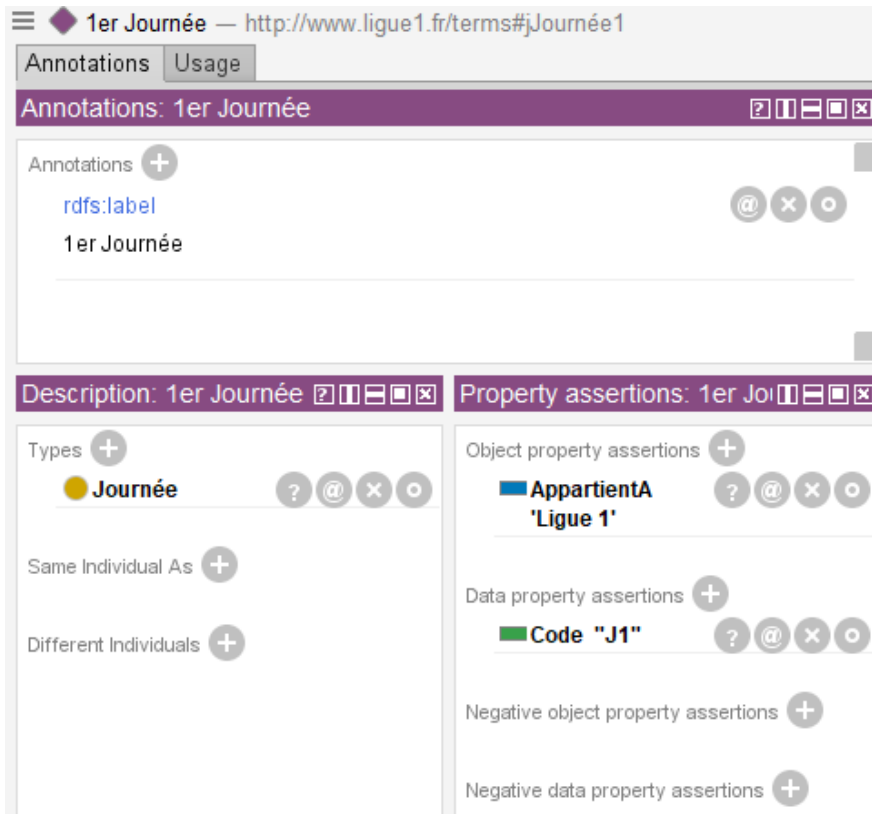 1er Journée — http://www.ligue1.fr/terms#jJournée1
Annotations Usage
Annotations: 1er Journée
Annotations
rdfs:label
1er Journée
Description: 1er Journée
Types
Journée
Same Individual As
Different Individuals
Property assertions: 1er Jou
Object property assertions
AppartientA
'Ligue 1'
Data property assertions
Code "J1"
Negative object property assertions
Negative data property assertions